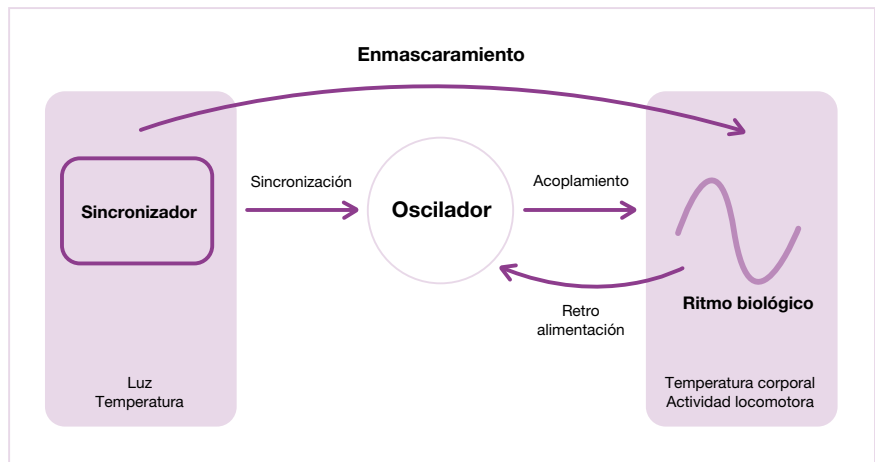 Enmascaramiento
Sincronizador
Sincronización
Oscilador
Acoplamiento
Retro
alimentación
Ritmo biológico
Luz
Temperatura
Temperatura corporal
Actividad locomotora